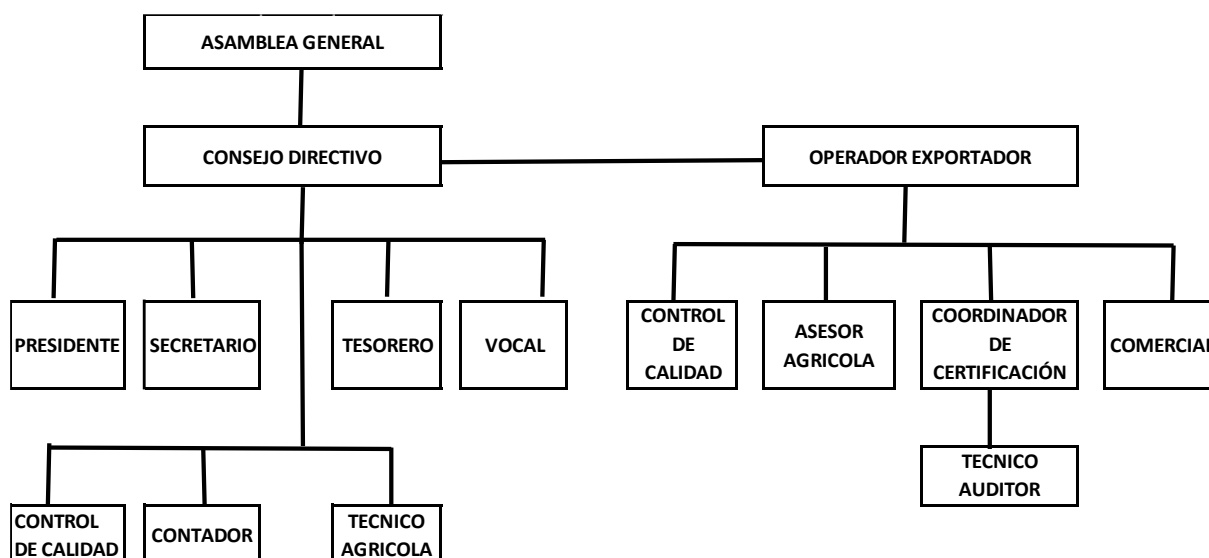 ASAMBLEA GENERAL
CONSEJO DIRECTIVO
OPERADOR EXPORTADOR
PRESIDENTE
SECRETARIO
TESORERO
VOCAL
CONTROL
DE
CALIDAD
ASESOR
AGRICOLA
COORDINADOR
DE
CERTIFICACIÓN
COMERCIAL
TECNICO
AUDITOR
CONTROL
DE CALIDAD
CONTADOR
TECNICO
AGRICOLA